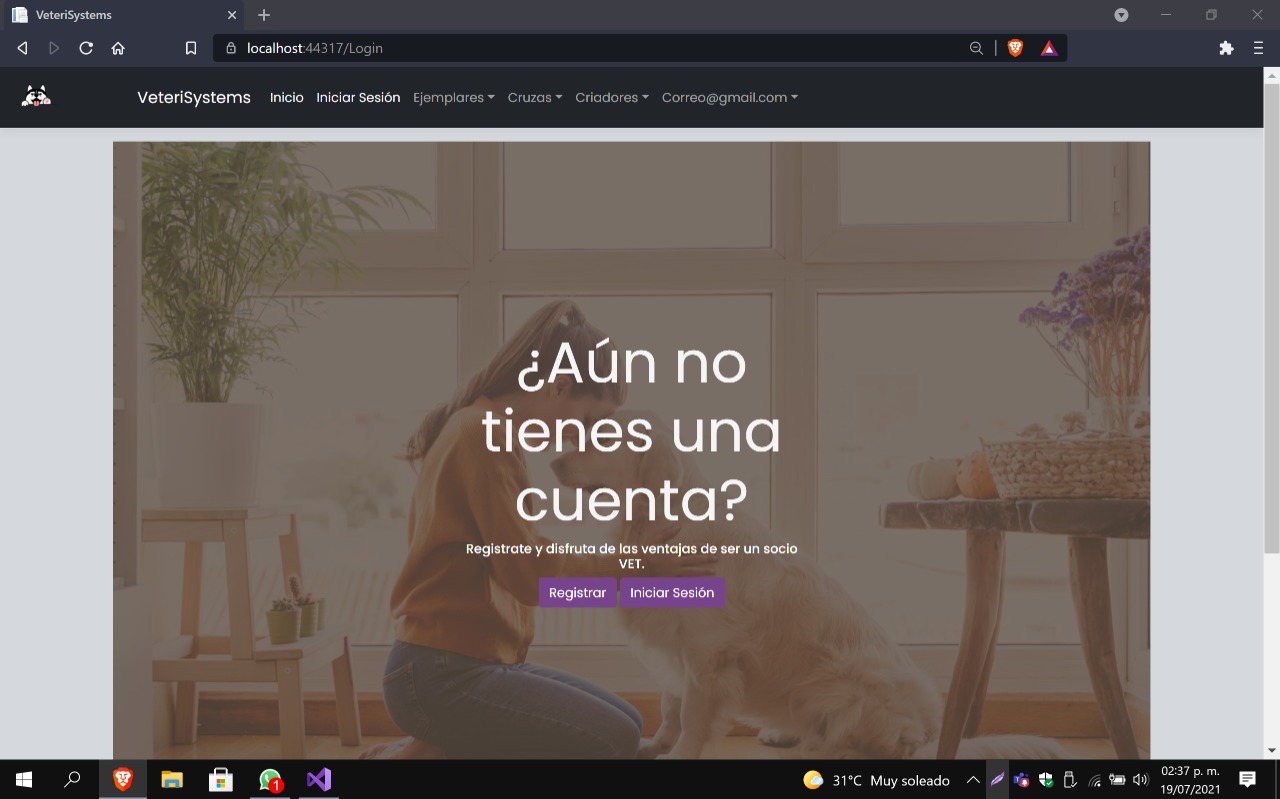 VeteriSystems
localhost:44317/Login
VeteriSystems Inicio Iniciar Sesión Ejemplares Cruzas Criadores Correo@gmail.com
¿Aún no
tienes una
cuenta?
Registrate y disfruta de las ventajas de ser un socio
VET.
Registrar Iniciar Sesión
1
31°C Muy soleado
02:37 p. m.
19/07/2021